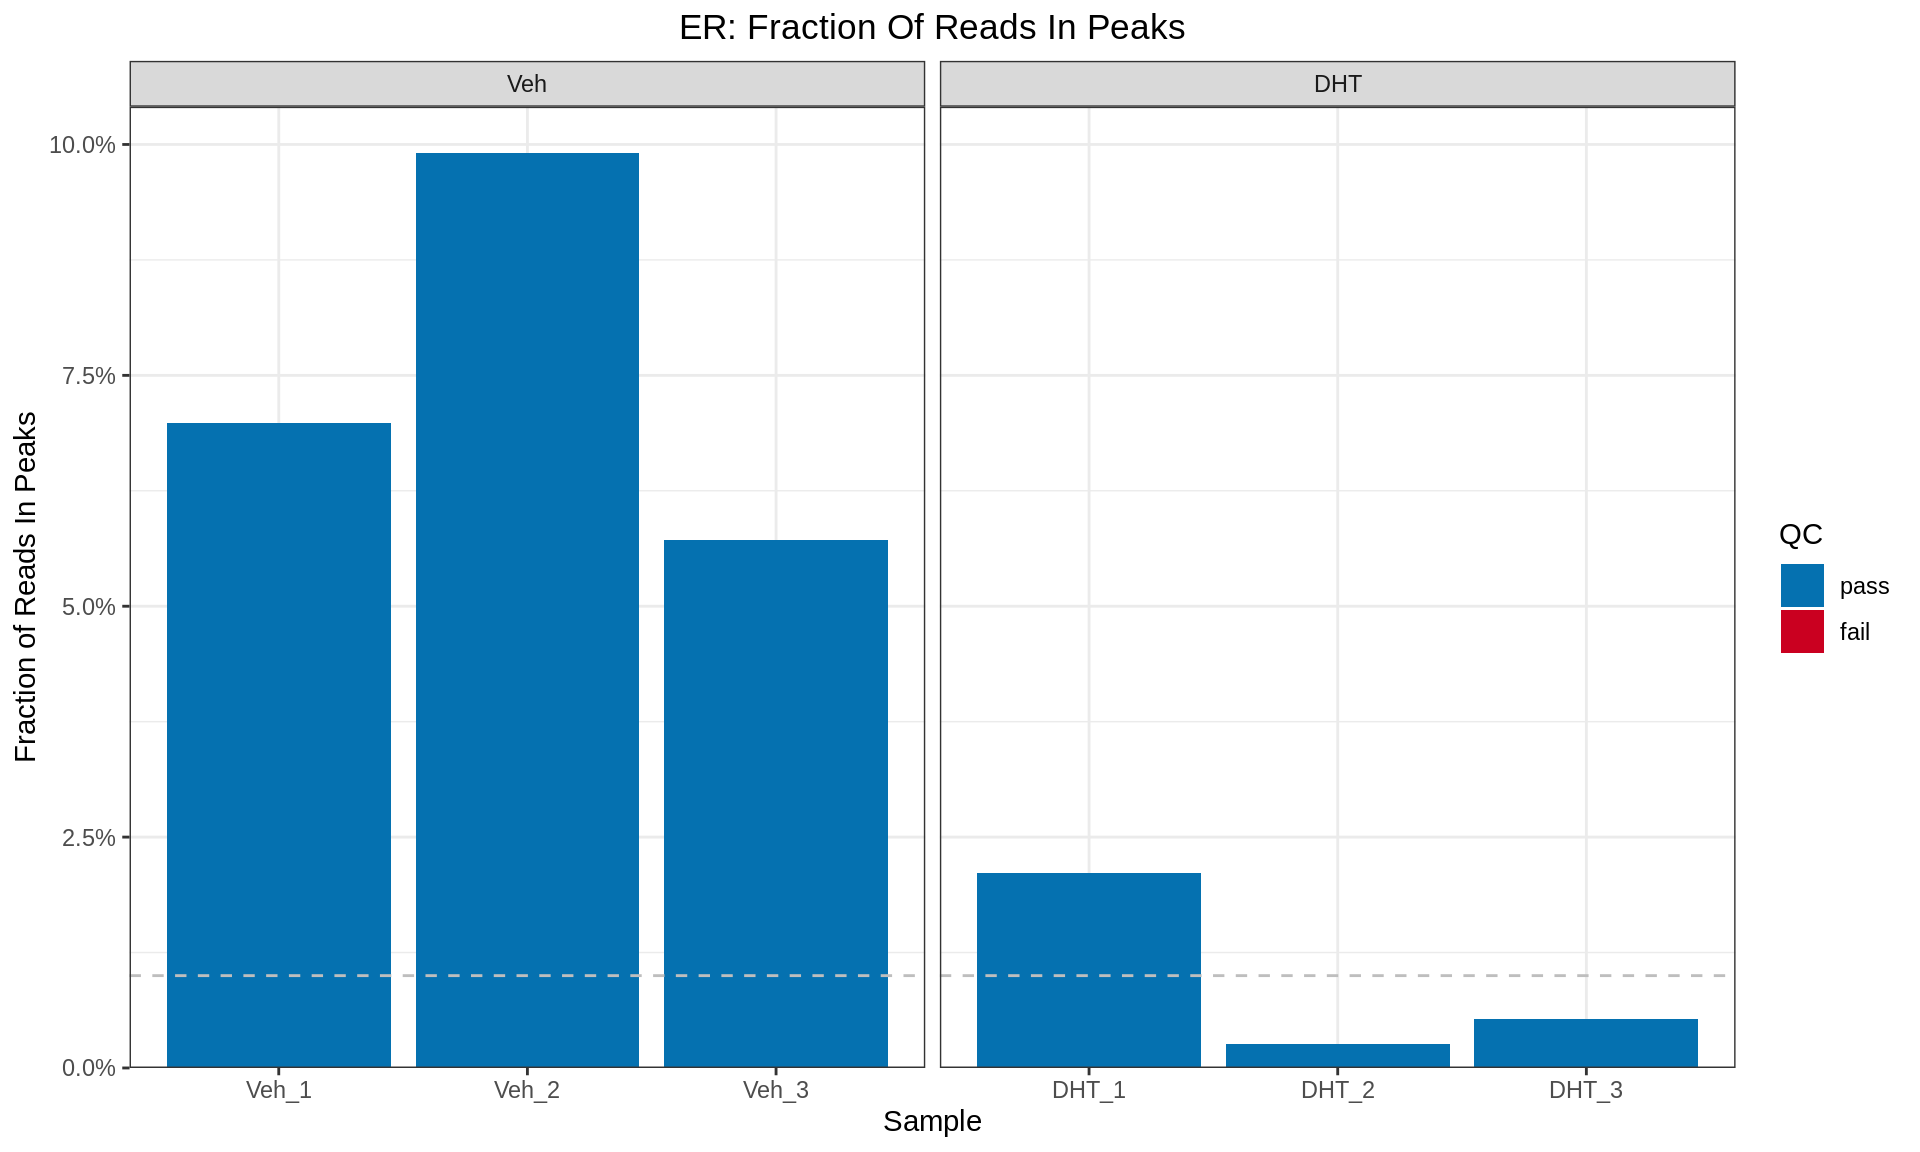 ER: Fraction Of Reads In Peaks
Veh
DHT
Fraction of Reads In Peaks
10.0%
7.5%
5.0%
2.5%
0.0%
Veh_1
Veh_2
Veh_3
DHT_1
DHT_2
DHT_3
Sample
QC
pass
fail